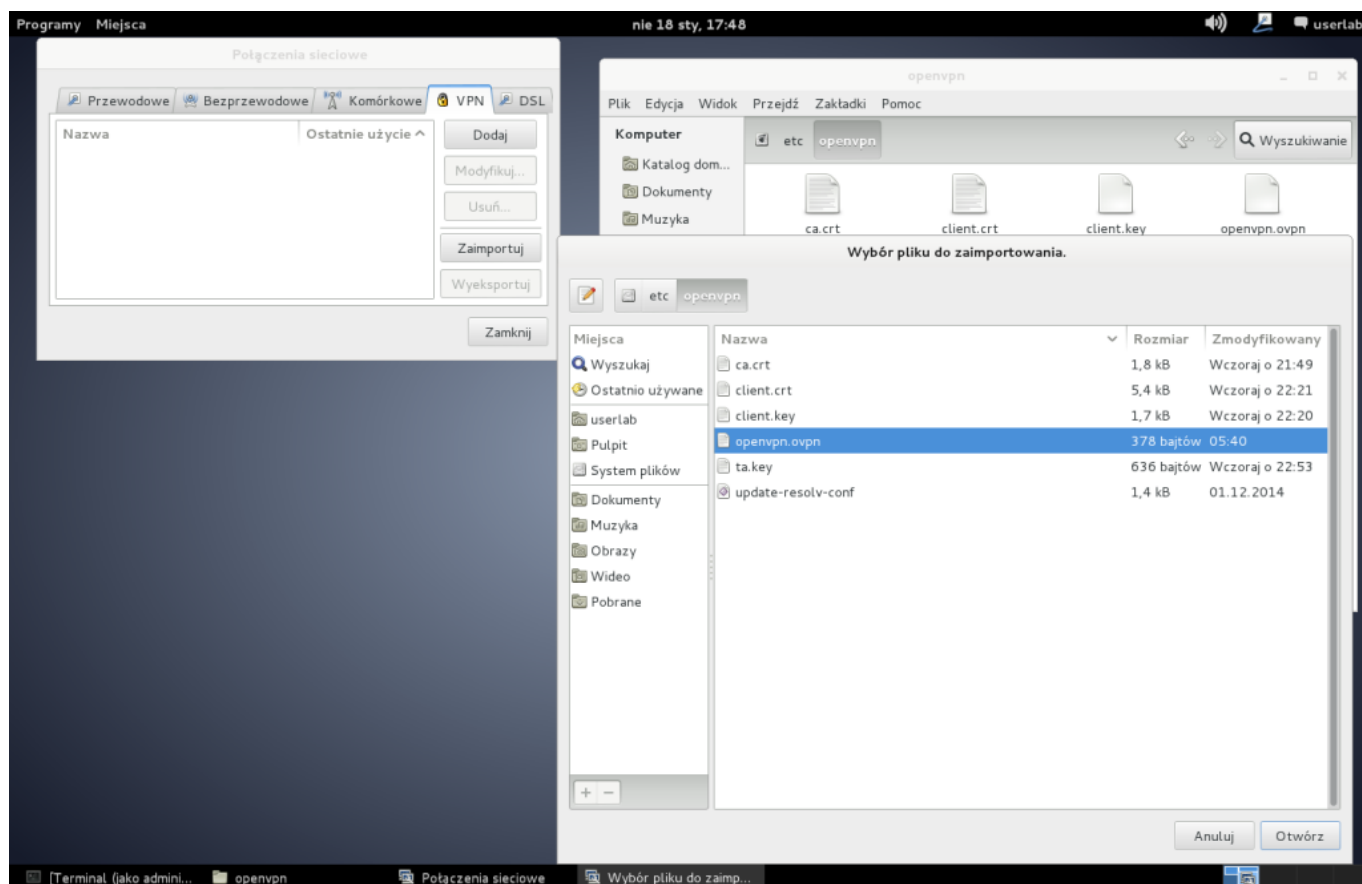 Programy Miejsca nie 18 sty, 17:48 userlab
Połączenia sieciowe
Przewodowe Bezprzewodowe Komórkowe VPN DSL
Nazwa Ostatnie użycie
Dodaj
Modyfikuj...
Usuń...
Zaimportuj
Wyeksportuj
Zamknij
openvpn
Plik Edycja Widok Przejdź Zakładki Pomoc
Komputer
Katalog dom...
Dokumenty
Muzyka
etc openvpn Wyszukiwanie
ca.crt client.crt client.key openvpn.ovpn
Wybór pliku do zaimportowania.
etc openvpn
Miejsca
Wyszukaj
Ostatnio używane
userlab
Pulpit
System plików
Dokumenty
Muzyka
Obrazy
Wideo
Pobrane
Nazwa Rozmiar Zmodyfikowany
ca.crt 1,8 kB Wczoraj o 21:49
client.crt 5,4 kB Wczoraj o 22:21
client.key 1,7 kB Wczoraj o 22:20
openvpn.ovpn 378 bajtów 05:40
ta.key 636 bajtów Wczoraj o 22:53
update-resolv-conf 1,4 kB 01.12.2014
Anuluj Otwórz
[Terminal (jako admini... openvpn Połączenia sieciowe Wybór pliku do zaimp...